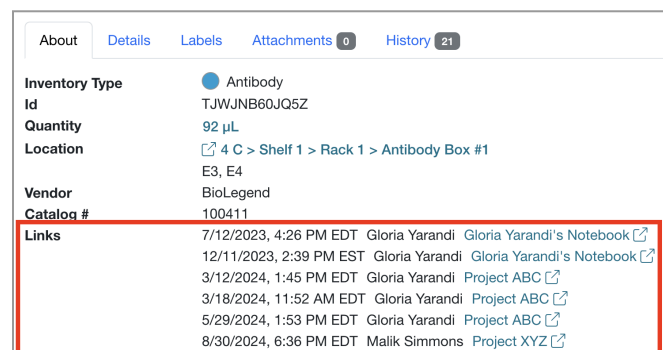 About Details Labels Attachments 0 History 21
Inventory Type Antibody
Id TJWJNB60JQ5Z
Quantity 92 µL
Location 4 C > Shelf 1 > Rack 1 > Antibody Box #1
E3, E4
Vendor BioLegend
Catalog # 100411
Links 7/12/2023, 4:26 PM EDT Gloria Yarandi Gloria Yarandi's Notebook
12/11/2023, 2:39 PM EST Gloria Yarandi Gloria Yarandi's Notebook
3/12/2024, 1:45 PM EDT Gloria Yarandi Project ABC
3/18/2024, 11:52 AM EDT Gloria Yarandi Project ABC
5/29/2024, 1:53 PM EDT Gloria Yarandi Project ABC
8/30/2024, 6:36 PM EDT Malik Simmons Project XYZ